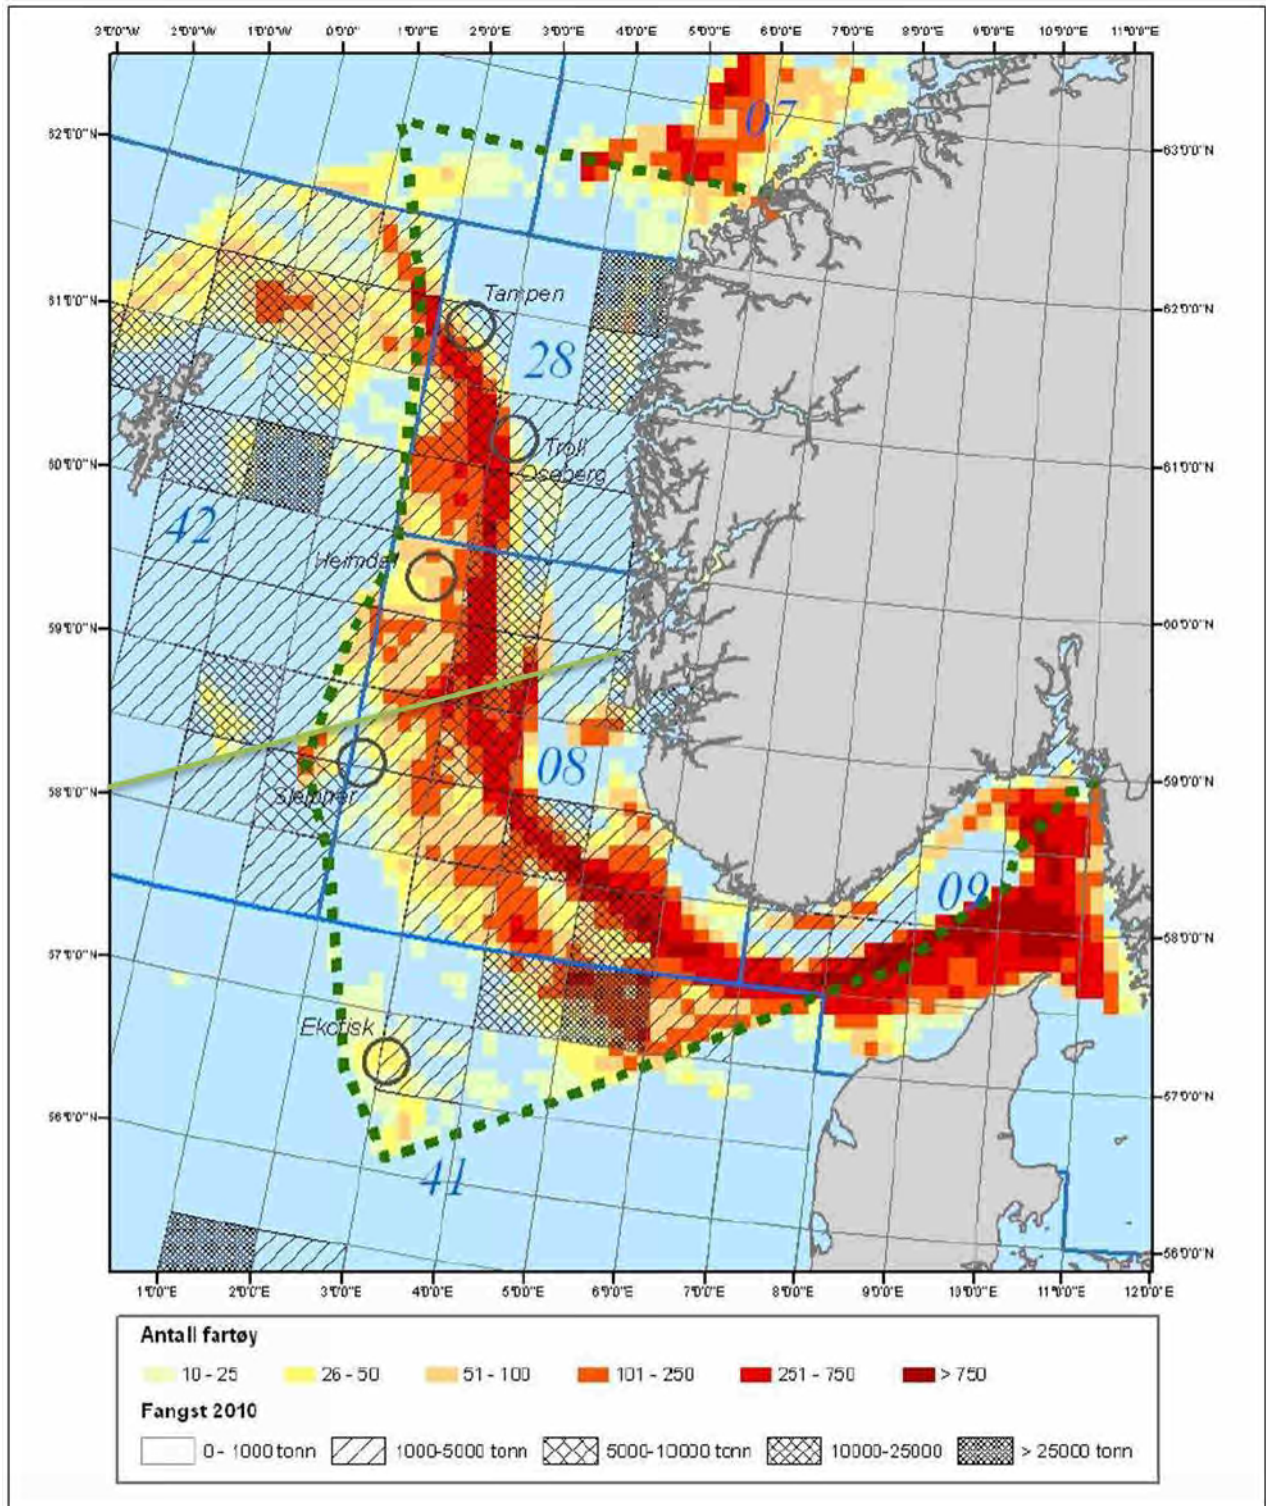 3°0'0"W 2°0'0"W 1°0'0"W 0°0'0" 1°0'0"E 2°0'0"E 3°0'0"E 4°0'0"E 5°0'0"E 6°0'0"E 7°0'0"E 8°0'0"E 9°0'0"E 10°0'0"E 11°0'0"E
07
62°0'0"N 63°0'0"N
61°0'0"N Tampen 62°0'0"N
28
Troll
60°0'0"N Oseberg 61°0'0"N
42
Heimdal
59°0'0"N 60°0'0"N
08
58°0'0"N Sleipner 59°0'0"N
09
57°0'0"N 58°0'0"N
Ekofisk
56°0'0"N 57°0'0"N
41
56°0'0"N
1°0'0"E 2°0'0"E 3°0'0"E 4°0'0"E 5°0'0"E 6°0'0"E 7°0'0"E 8°0'0"E 9°0'0"E 10°0'0"E 11°0'0"E 12°0'0"E
Antall fartøy
10 - 25 26 - 50 51 - 100 101 - 250 251 - 750 > 750
Fangst 2010
0 - 1000 tonn 1000-5000 tonn 5000-10000 tonn 10000-25000 > 25000 tonn